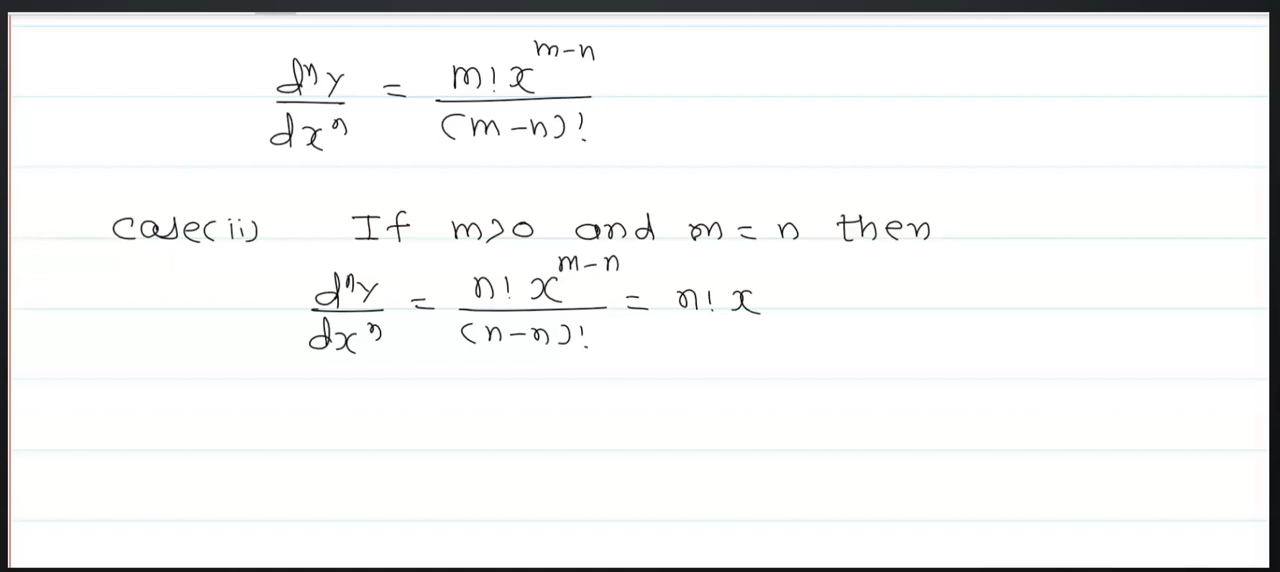 dⁿy/dxⁿ = m! x^(m-n)/(m-n)!
case(ii) If m>0 and m=n then
dⁿy/dxⁿ = n! x^(m-n)/(n-n)! = n! x